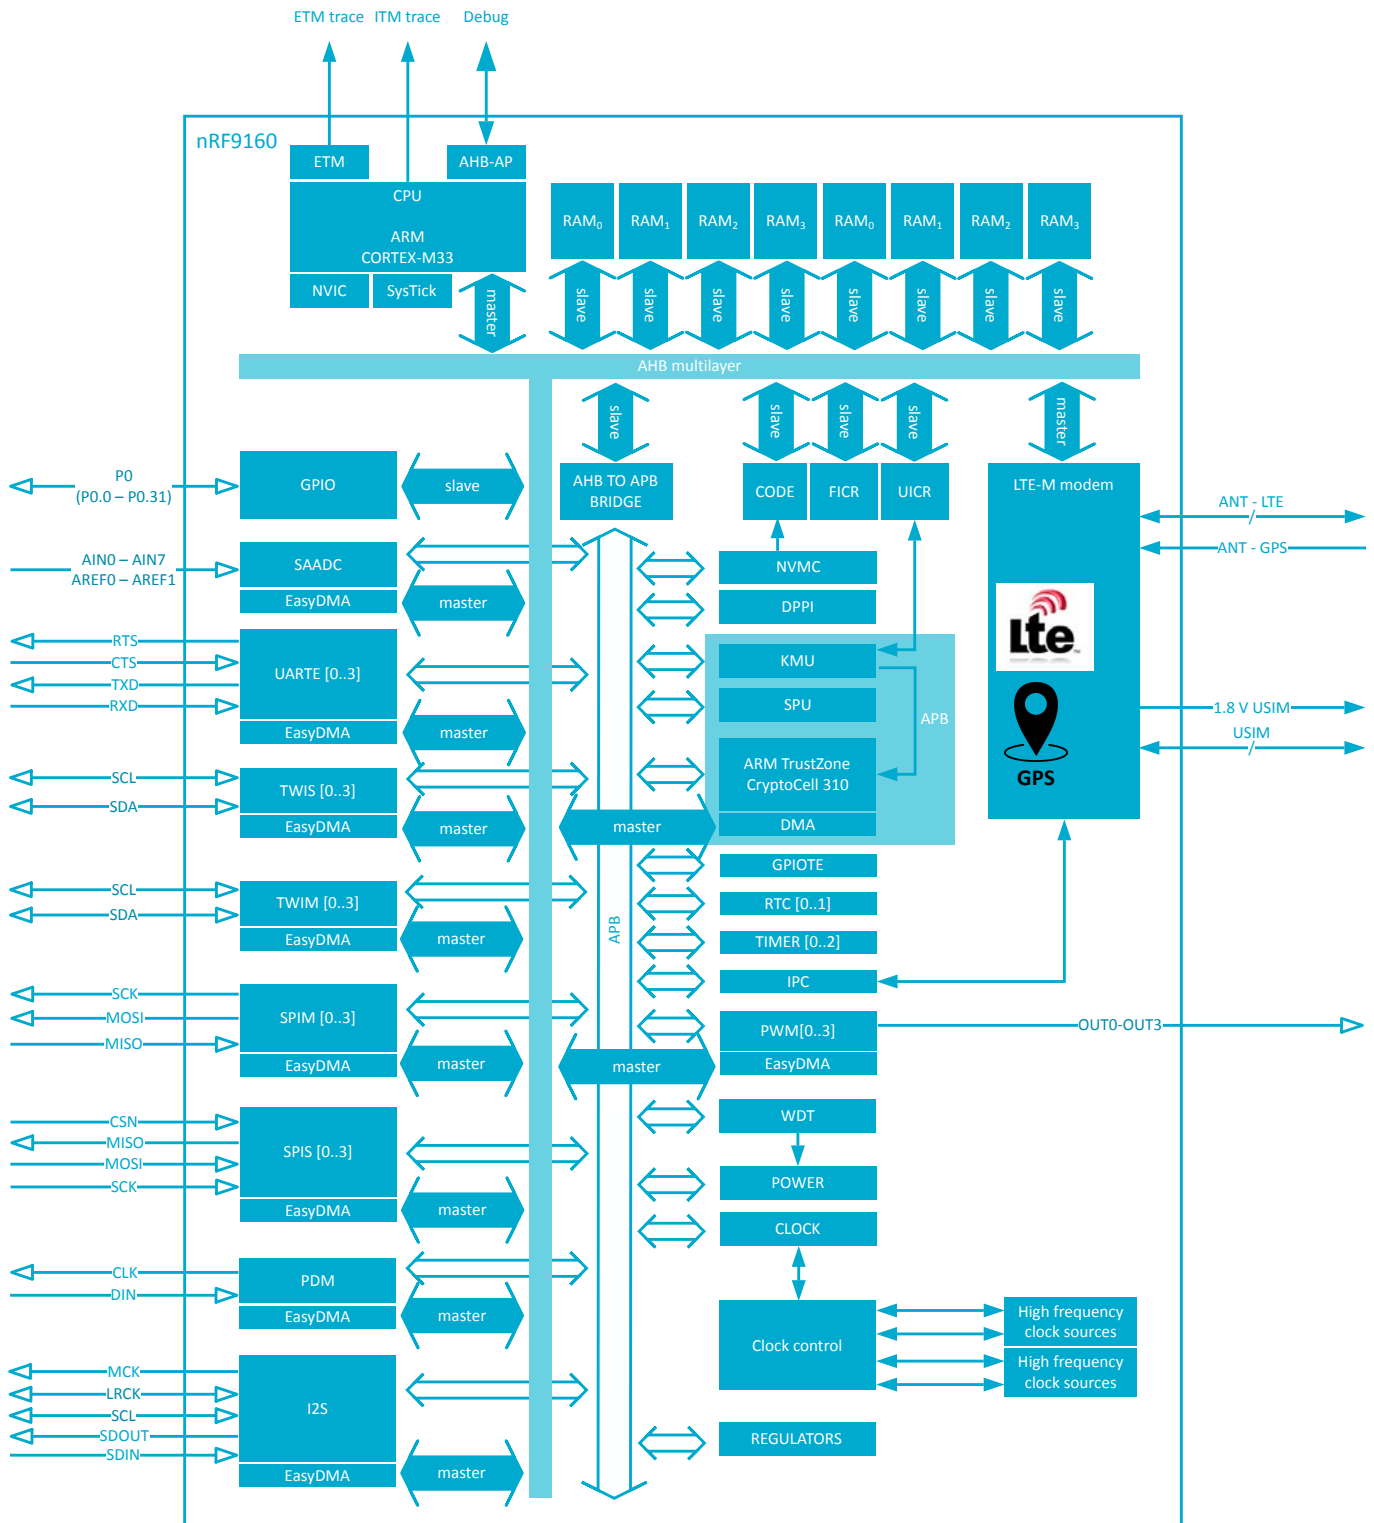 ETM trace
ITM trace
Debug
nRF9160
ETM
AHB-AP
CPU
ARM
CORTEX-M33
NVIC
SysTick
master
RAM0
RAM1
RAM2
RAM3
RAM0
RAM1
RAM2
RAM3
slave
slave
slave
slave
slave
slave
slave
slave
AHB multilayer
slave
slave
slave
slave
master
P0
(P0.0 – P0.31)
GPIO
slave
AHB TO APB
BRIDGE
CODE
FICR
UICR
LTE-M modem
ANT - LTE
ANT - GPS
AIN0 – AIN7
AREF0 – AREF1
SAADC
EasyDMA
master
NVMC
DPPI
Lte
RTS
CTS
TXD
RXD
UARTE [0..3]
EasyDMA
master
KMU
SPU
APB
GPS
1.8 V USIM
USIM
SCL
SDA
TWIS [0..3]
EasyDMA
master
ARM TrustZone
CryptoCell 310
DMA
master
GPIOTE
SCL
SDA
TWIM [0..3]
EasyDMA
master
APB
RTC [0..1]
TIMER [0..2]
IPC
SCK
MOSI
MISO
SPIM [0..3]
EasyDMA
master
master
PWM[0..3]
EasyDMA
OUT0-OUT3
CSN
MISO
MOSI
SCK
SPIS [0..3]
EasyDMA
master
WDT
POWER
CLOCK
CLK
DIN
PDM
EasyDMA
master
Clock control
High frequency
clock sources
High frequency
clock sources
MCK
LRCK
SCL
SDOUT
SDIN
I2S
EasyDMA
master
REGULATORS